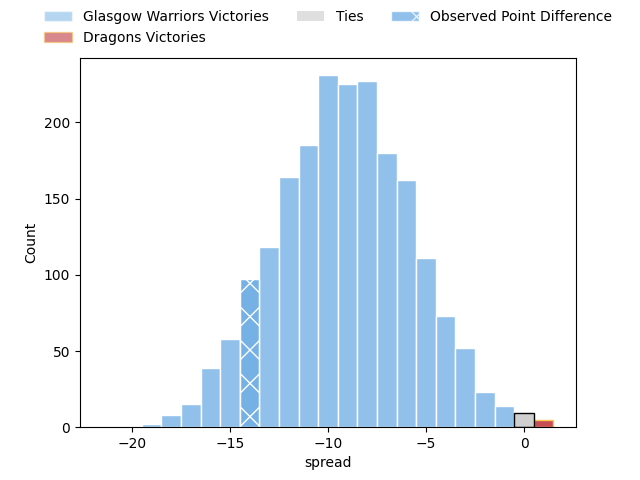 Glasgow Warriors Victories Ties Observed Point Difference
Dragons Victories
200
150
100
50
0
Count
−20 −15 −10 −5 0
spread